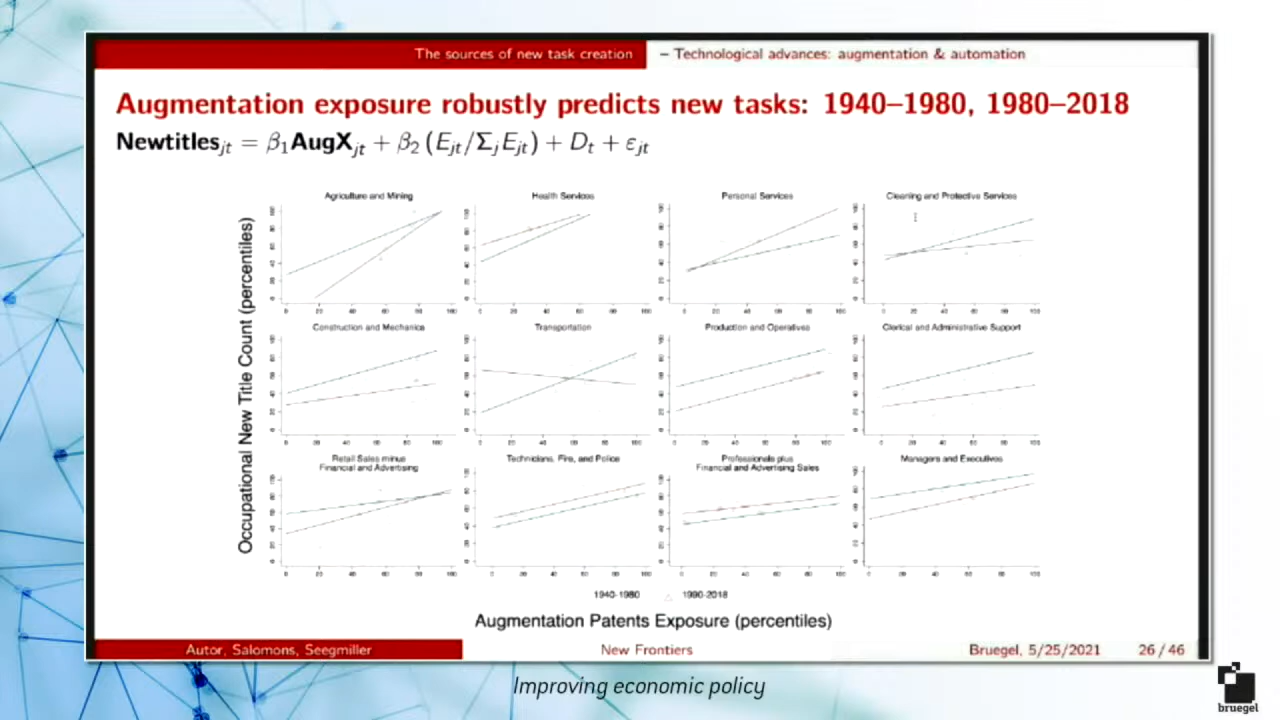 The sources of new task creation
– Technological advances: augmentation & automation
Augmentation exposure robustly predicts new tasks: 1940–1980, 1980–2018
Newtitles_jt = β₁AugX_jt + β₂ (E_jt/Σ_jE_jt) + D_t + ε_jt
Occupational New Title Count (percentiles)
Agriculture and Mining
Health Services
Personal Services
Cleaning and Protective Services
Construction and Mechanics
Transportation
Production and Operatives
Clerical and Administrative Support
Retail Sales minus
Financial and Advertising
Technicians, Fire, and Police
Professionals plus
Financial and Advertising Sales
Managers and Executives
1940-1980
1990-2018
Augmentation Patents Exposure (percentiles)
Autor, Salomons, Seegmiller
New Frontiers
Bruegel, 5/25/2021
26 / 46
Improving economic policy
bruegel